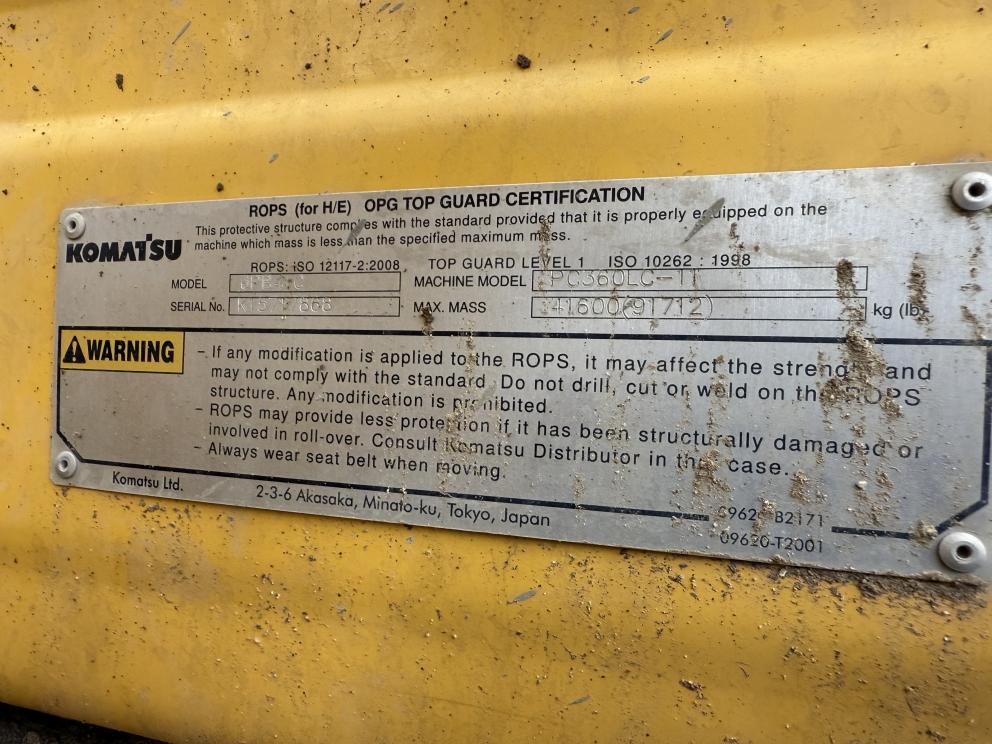 ROPS (for H/E) OPG TOP GUARD CERTIFICATION
KOMATSU
This protective structure complies with the standard provided that it is properly equipped on the
machine which mass is less than the specified maximum mass.
ROPS: ISO 12117-2:2008 TOP GUARD LEVEL 1 ISO 10262 : 1998
MODEL MACHINE MODEL PC360LC-11
SERIAL No. MAX. MASS 41600(91712) kg (lb)
WARNING
- If any modification is applied to the ROPS, it may affect the strength and
may not comply with the standard. Do not drill, cut or weld on the ROPS
structure. Any modification is prohibited.
- ROPS may provide less protection if it has been structurally damaged or
involved in roll-over. Consult Komatsu Distributor in the case.
- Always wear seat belt when moving.
Komatsu Ltd.
2-3-6 Akasaka, Minato-ku, Tokyo, Japan
09620-B2171
09620-T2001